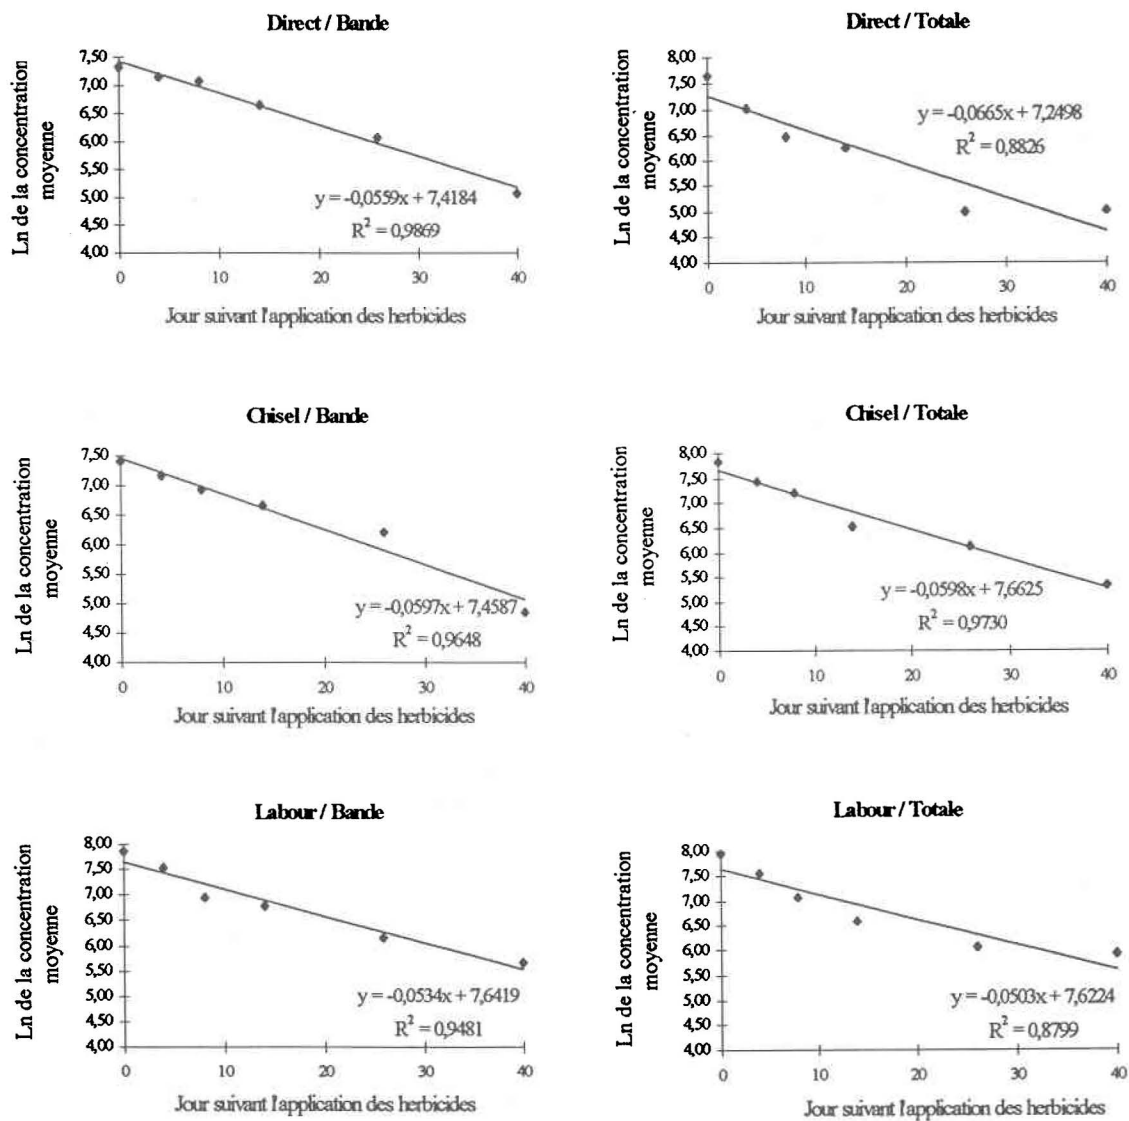 Direct / Bande
Ln de la concentration
moyenne
7,50
7,00
6,50
6,00
5,50
5,00
4,50
4,00
y = -0,0559x + 7,4184
R² = 0,9869
0 10 20 30 40
Jour suivant l'application des herbicides
Direct / Totale
Ln de la concentration
moyenne
8,00
7,50
7,00
6,50
6,00
5,50
5,00
4,50
4,00
y = -0,0665x + 7,2498
R² = 0,8826
0 10 20 30 40
Jour suivant l'application des herbicides
Chisel / Bande
Ln de la concentration
moyenne
7,50
7,00
6,50
6,00
5,50
5,00
4,50
4,00
y = -0,0597x + 7,4587
R² = 0,9648
0 10 20 30 40
Jour suivant l'application des herbicides
Chisel / Totale
Ln de la concentration
moyenne
8,00
7,50
7,00
6,50
6,00
5,50
5,00
4,50
4,00
y = -0,0598x + 7,6625
R² = 0,9730
0 10 20 30 40
Jour suivant l'application des herbicides
Labour / Bande
Ln de la concentration
moyenne
8,00
7,50
7,00
6,50
6,00
5,50
5,00
4,50
4,00
y = -0,0534x + 7,6419
R² = 0,9481
0 10 20 30 40
Jour suivant l'application des herbicides
Labour / Totale
Ln de la concentration
moyenne
8,00
7,50
7,00
6,50
6,00
5,50
5,00
4,50
4,00
y = -0,0503x + 7,6224
R² = 0,8799
0 10 20 30 40
Jour suivant l'application des herbicides